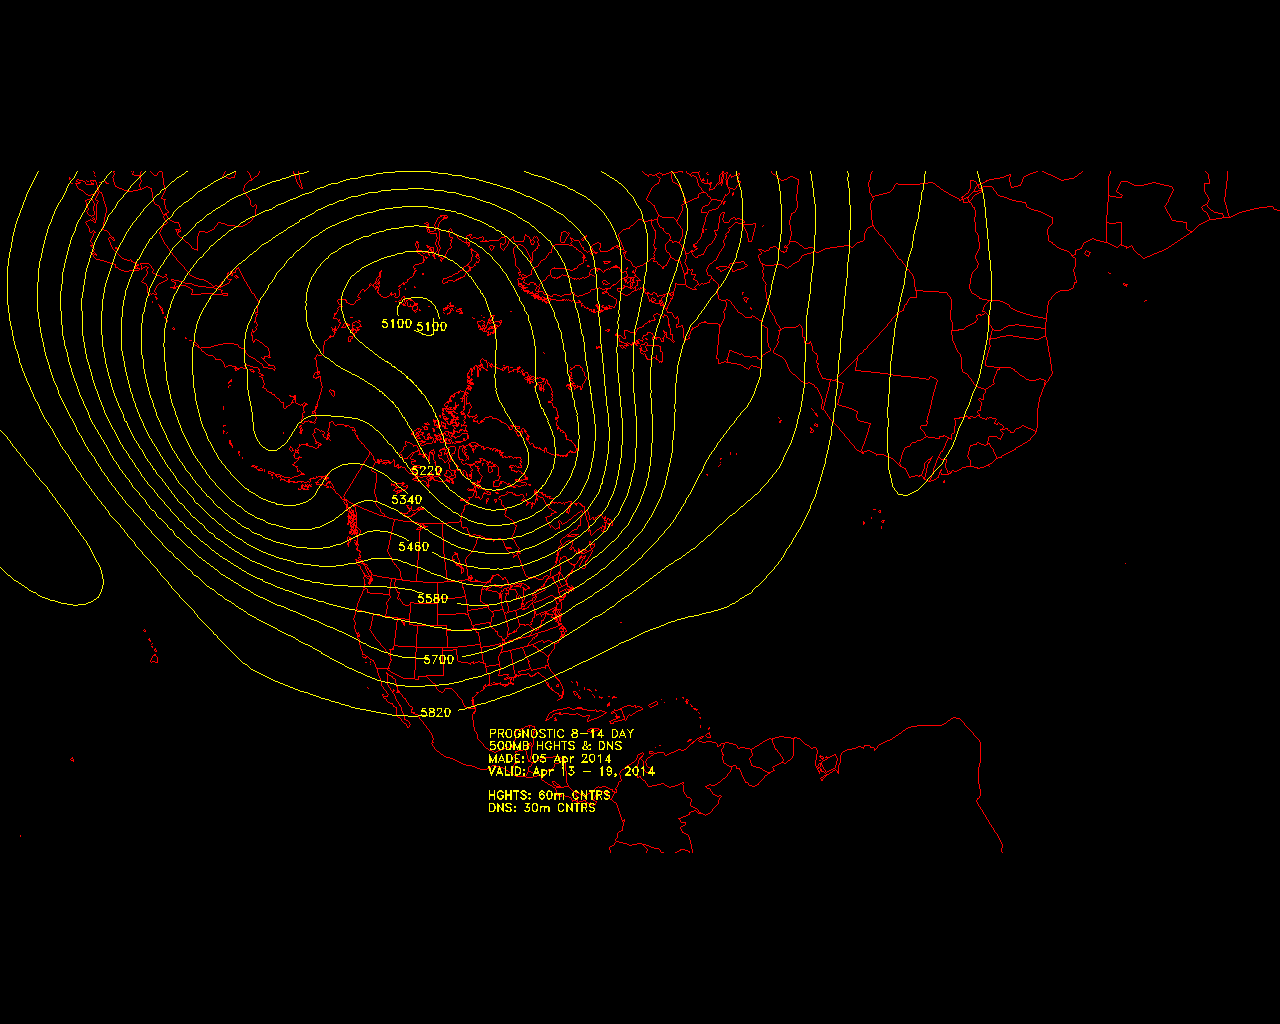 5100 5100
5220
5340
5460
5580
5700
5820
PROGNOSTIC 8-14 DAY
500MB HGHTS & DNS
MADE: 05 Apr 2014
VALID: Apr 13 - 19, 2014
HGHTS: 60m CNTRS
DNS: 30m CNTRS